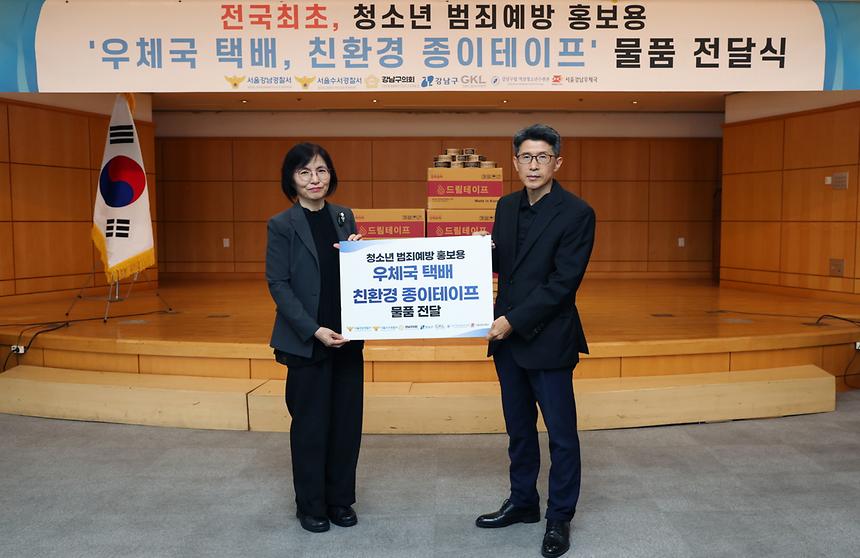 전국최초, 청소년 범죄예방 홍보용
'우체국 택배, 친환경 종이테이프' 물품 전달식
서울강남경찰서 서울수서경찰서 강남구의회 강남구 GKL 서울강남우체국
드림테이프
Made in Korea
드림테이프
드림테이프
청소년 범죄예방 홍보용
우체국 택배
친환경 종이테이프
물품 전달